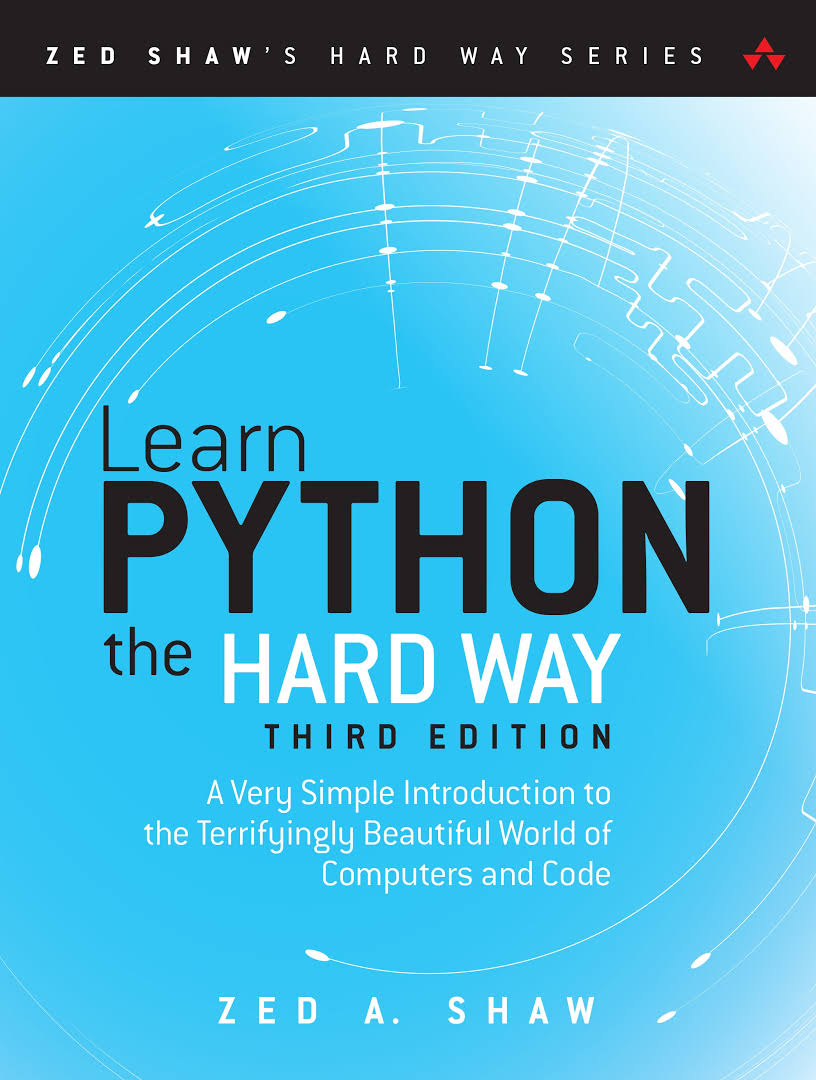 ZED SHAW'S HARD WAY SERIES
Learn
PYTHON
the HARD WAY
THIRD EDITION
A Very Simple Introduction to
the Terrifyingly Beautiful World of
Computers and Code
ZED A. SHAW